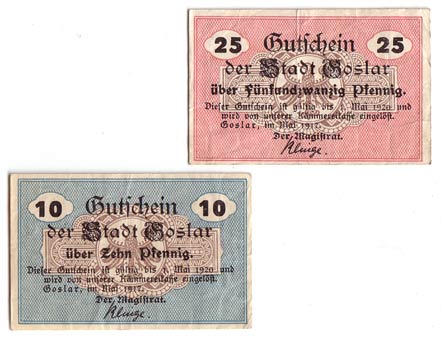 25 Gutschein 25
der Stadt Goslar
über Fünfundzwanzig Pfennig.
Dieser Gutschein ist gültig bis 1. Mai 1920 und
wird von unserer Kämmereikasse eingelöst.
Goslar, im Mai 1917.
Der Magistrat.
Klinge.
10 Gutschein 10
der Stadt Goslar
über Zehn Pfennig.
Dieser Gutschein ist gültig bis 1. Mai 1920 und
wird von unserer Kämmereikasse eingelöst.
Goslar, im Mai 1917.
Der Magistrat.
Klinge.